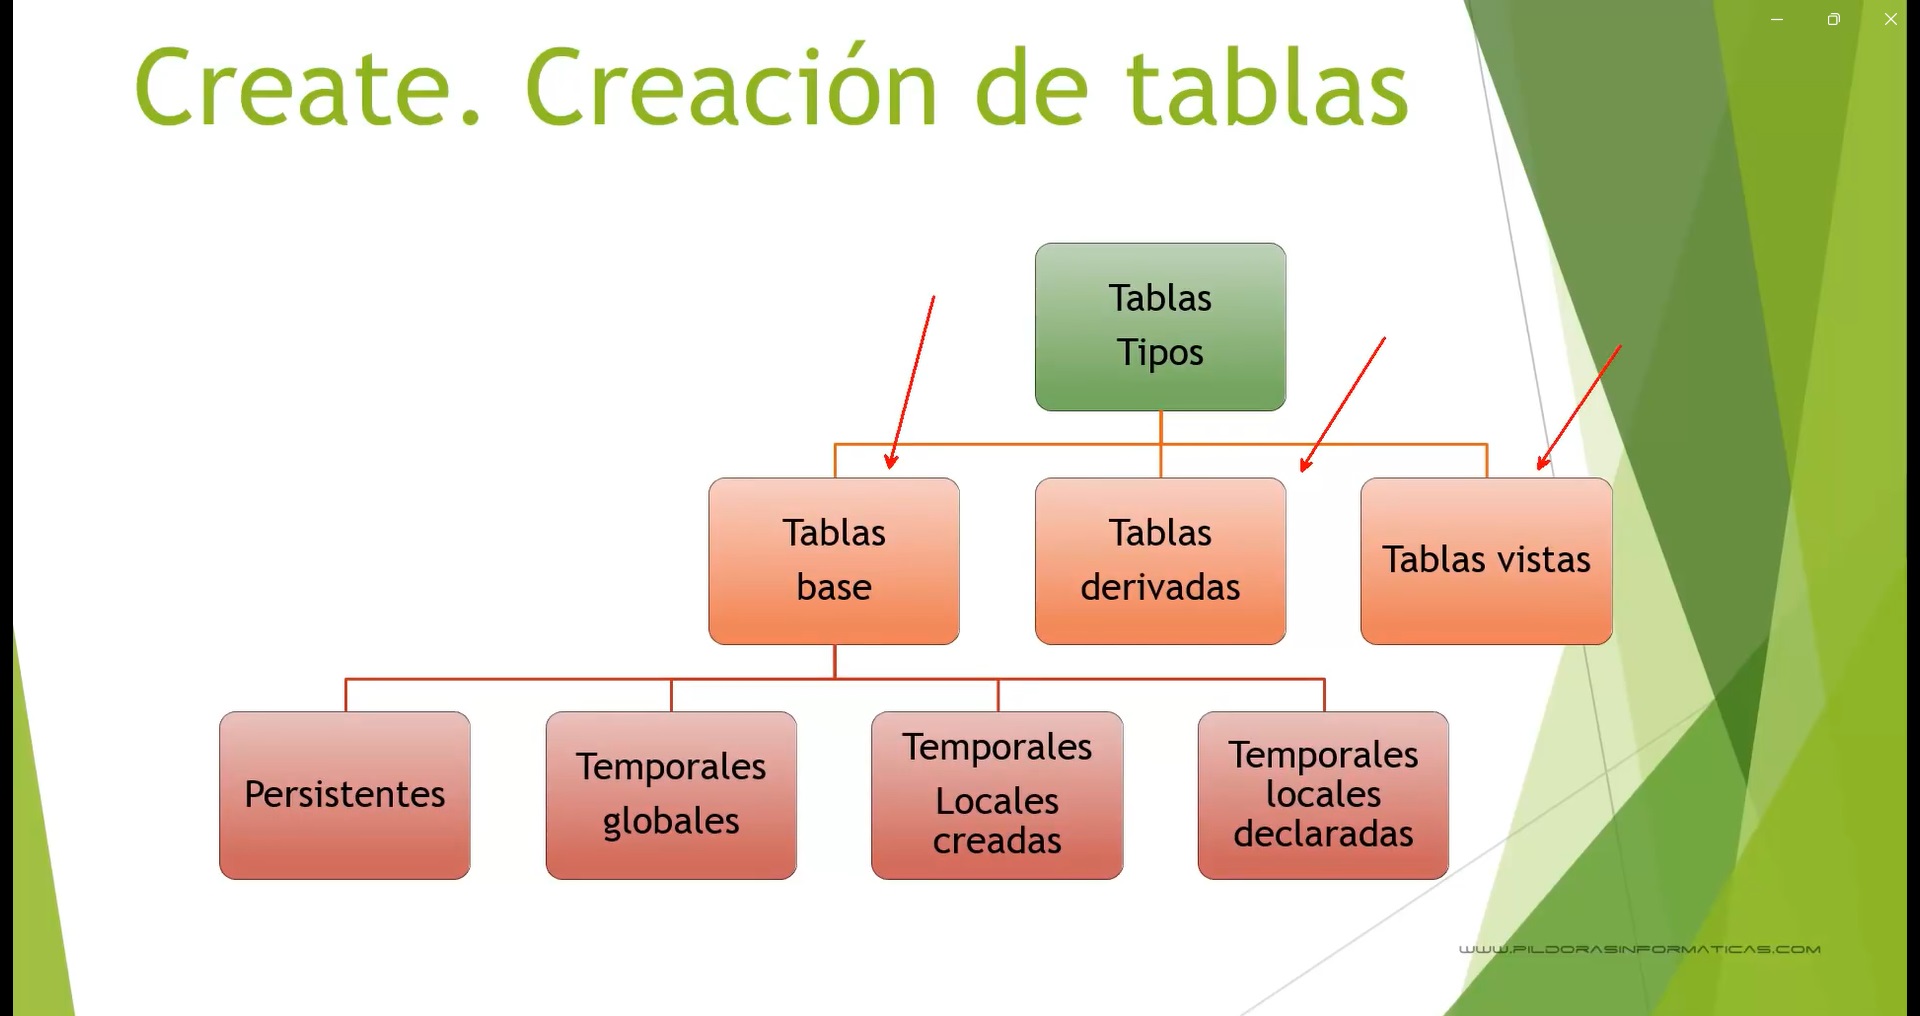 Create. Creación de tablas
Tablas
Tipos
Tablas
base
Tablas
derivadas
Tablas vistas
Persistentes
Temporales
globales
Temporales
Locales
creadas
Temporales
locales
declaradas
WWW.PILDORASINFORMATICAS.COM